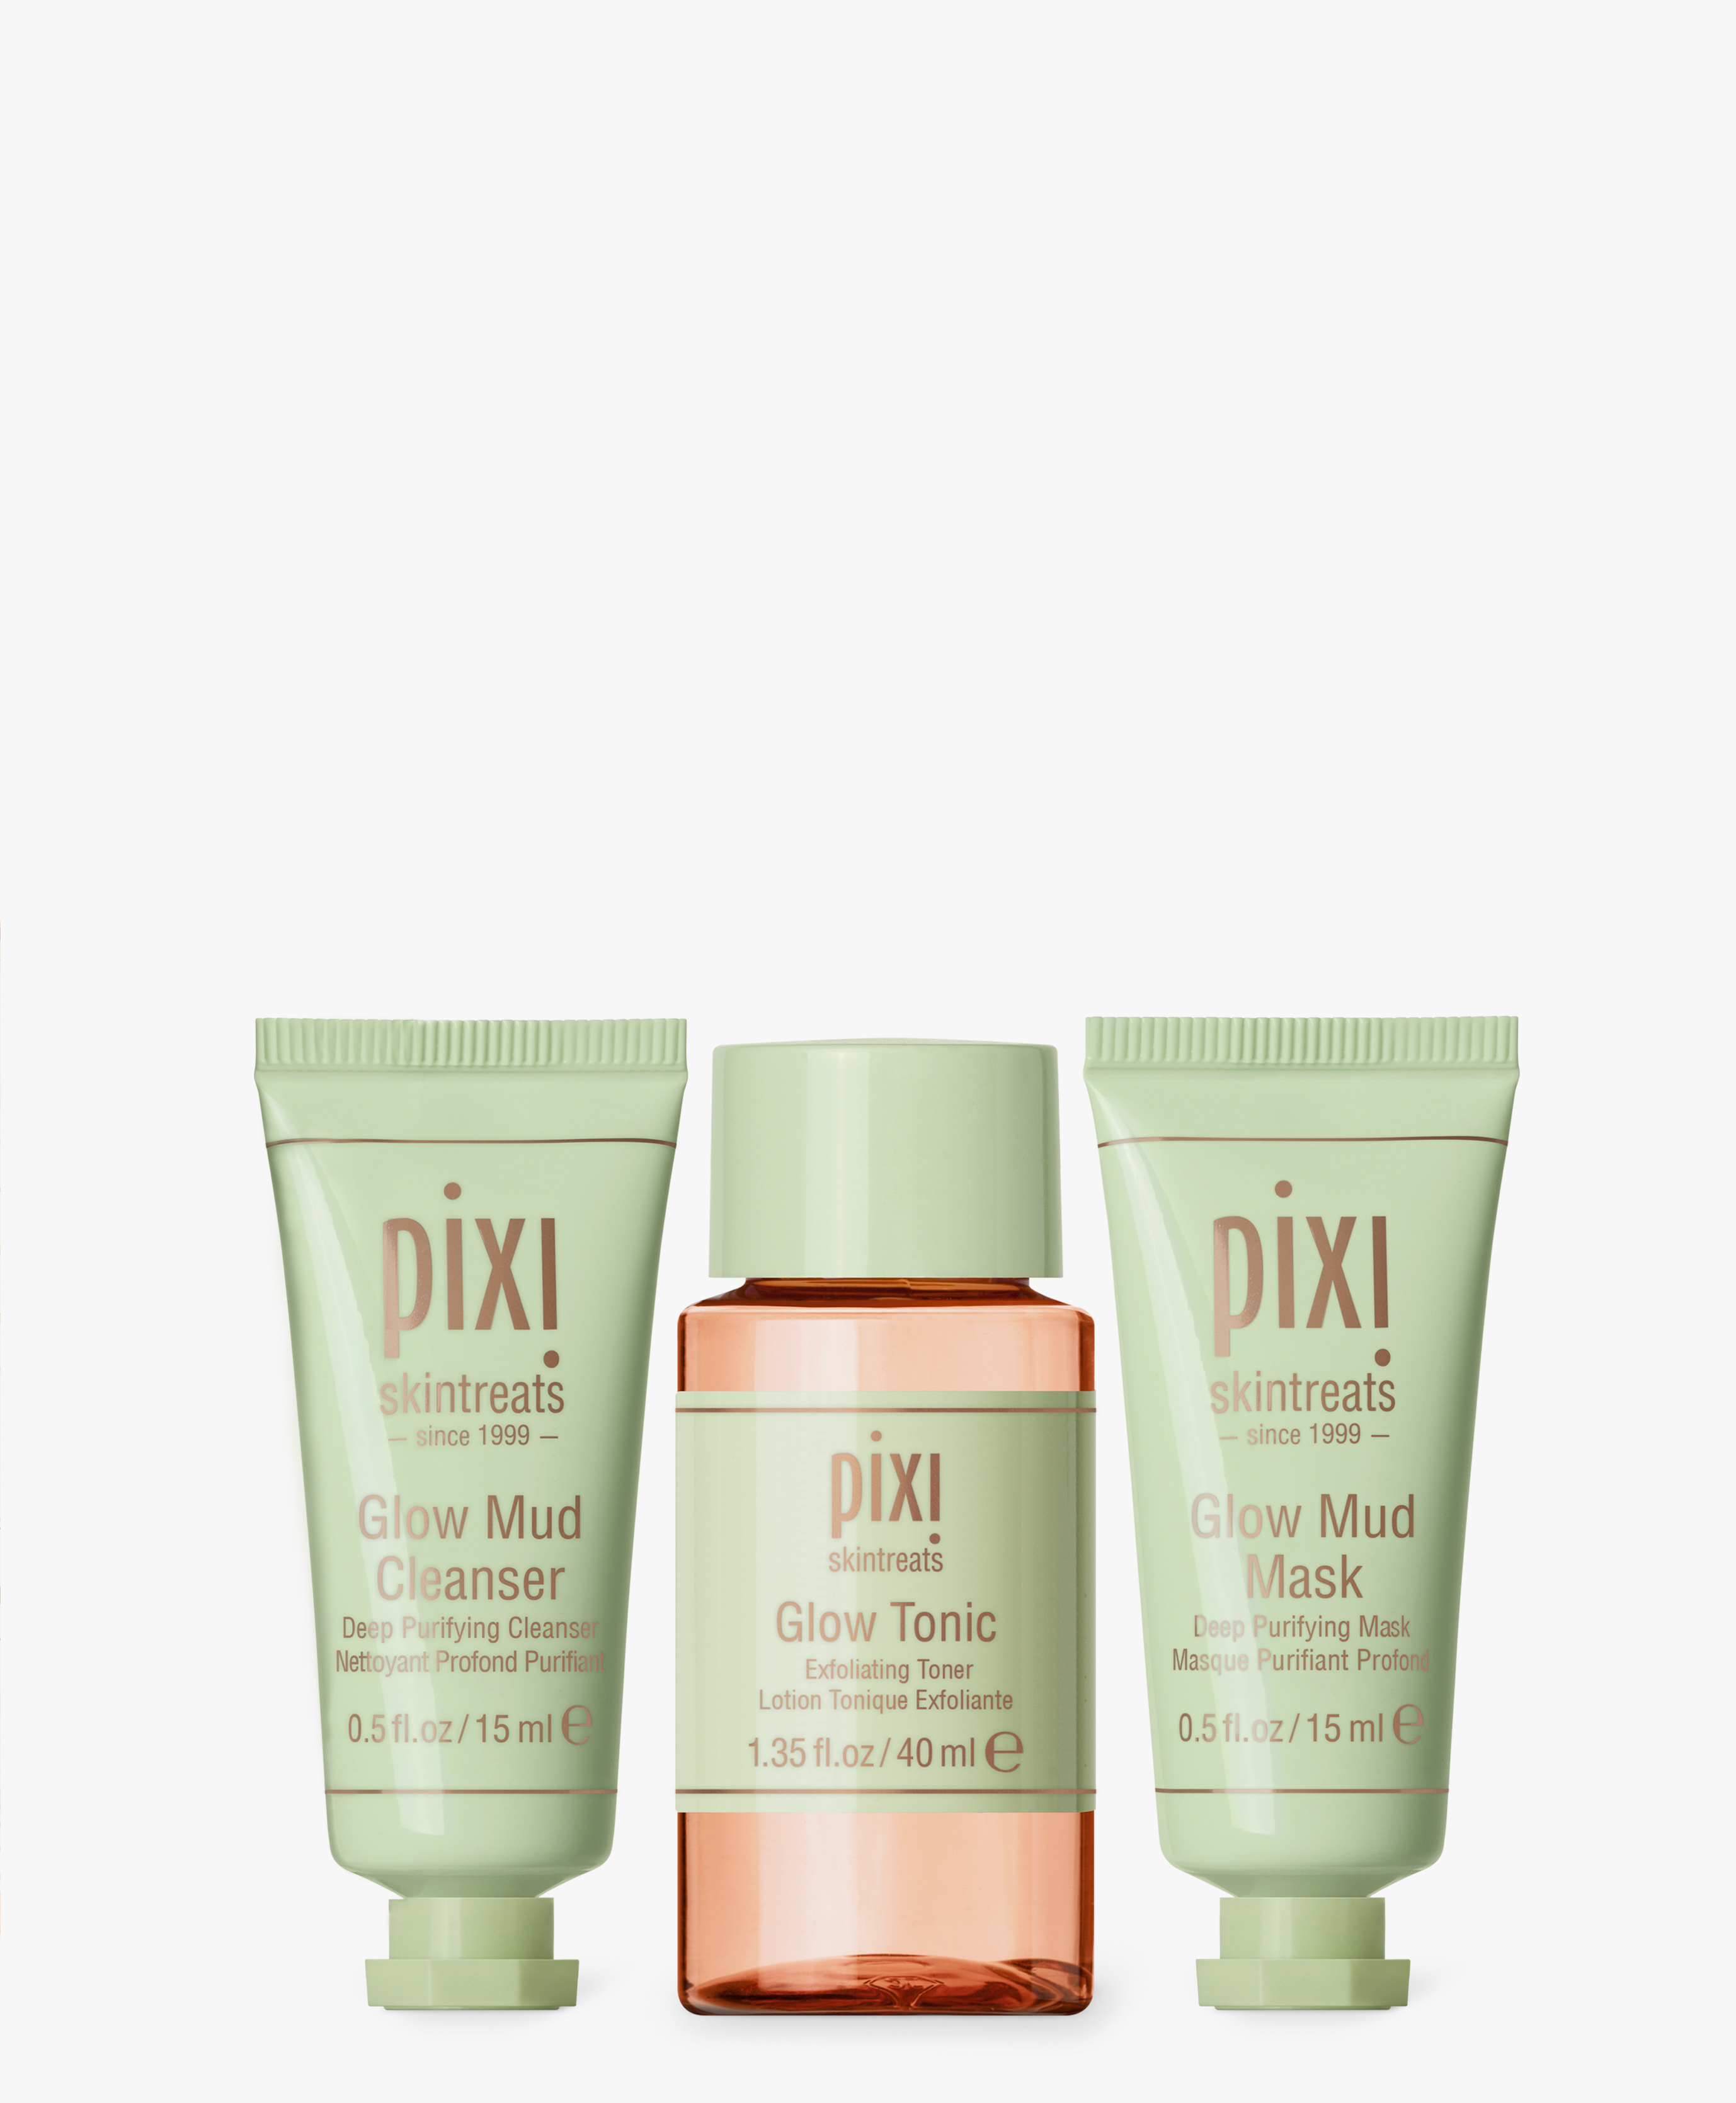 pixi
skintreats
— since 1999 —
Glow Mud
Cleanser
Deep Purifying Cleanser
Nettoyant Profond Purifiant
0.5 fl.oz / 15 ml ℮
pixi
skintreats
Glow Tonic
Exfoliating Toner
Lotion Tonique Exfoliante
1.35 fl.oz / 40 ml ℮
pixi
skintreats
— since 1999 —
Glow Mud
Mask
Deep Purifying Mask
Masque Purifiant Profond
0.5 fl.oz / 15 ml ℮